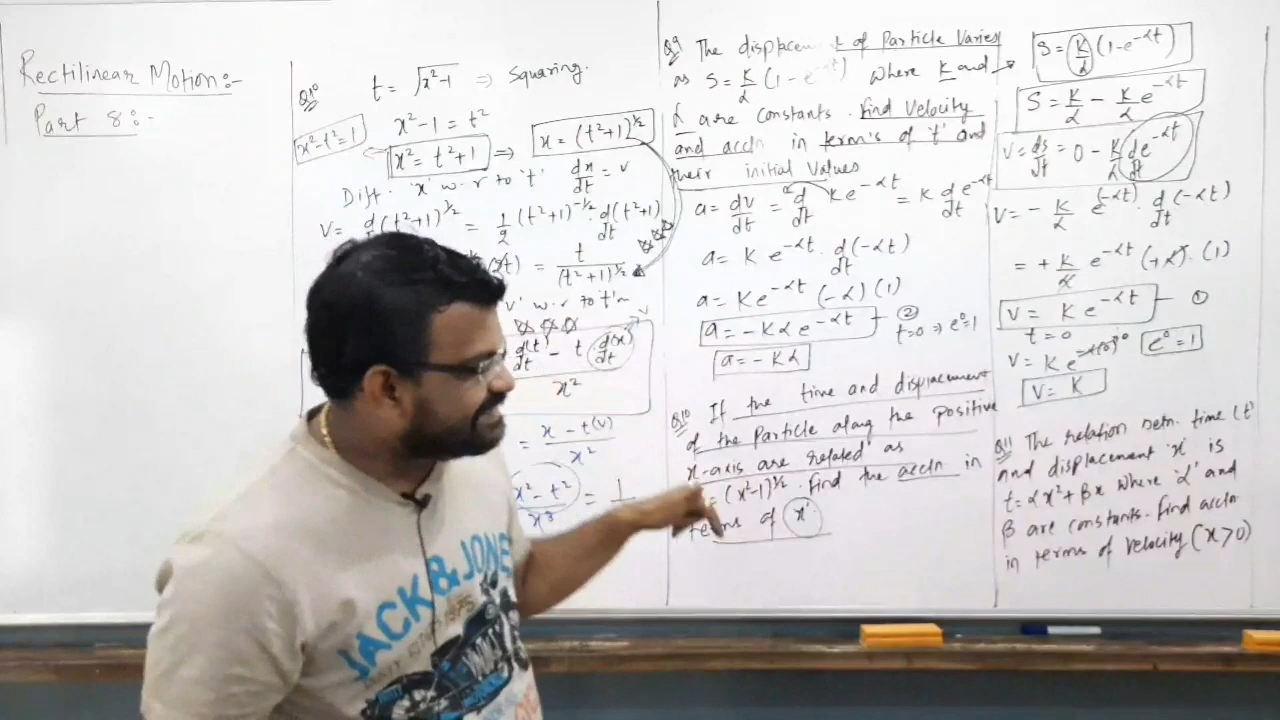 Rectilinear Motion:-
Part 8:-
Q10
t = √x²-1 => Squaring.
x²-1 = t²
x²-t²=1
x² = t²+1 => x = (t²+1)^1/2
Diff. 'x' w.r to 't' dx/dt = v
V = d/dt (t²+1)^1/2 = 1/2 (t²+1)^-1/2 . d/dt (t²+1)
= t/(t²+1)^1/2
'v' w.r to 't'
d(t)/dt - t d(x)/dt → v
x²
= x - t(v)/x²
x² - t²/x³ = 1
Q9 The displacement of Particle Varies
as S = K/α (1 - e^-αt) where K and
α are constants. Find Velocity
and accln in term's of 't' and
their initial Values
a = dv/dt = d/dt Ke^-αt = K d/dt e^-αt
a = K e^-αt . d/dt (-αt)
a = Ke^-αt (-α) (1)
a = -Kαe^-αt — ②
t=0 => e⁰=1
a = -Kα
Q10 If the time and displacement
of the Particle along the positive
x-axis are related as
= (x²-1)^1/2. Find the accln in
terms of 'x'.
S = K/α (1-e^-αt)
S = K/α - K/α e^-αt
V = ds/dt = 0 - K/α d/dt e^-αt
V = - K/α e^(-αt) . d/dt (-αt)
= + K/α e^-αt (+α) . (1)
V = K e^-αt — ①
t = 0
V = K e^-α(0) 0
e⁰ = 1
V = K
Q11 The relation betn. time 't'
and displacement 'x' is
t = αx² + βx where 'α' and
β are constants. Find accln
in terms of velocity (x>0)
JACK & JONES